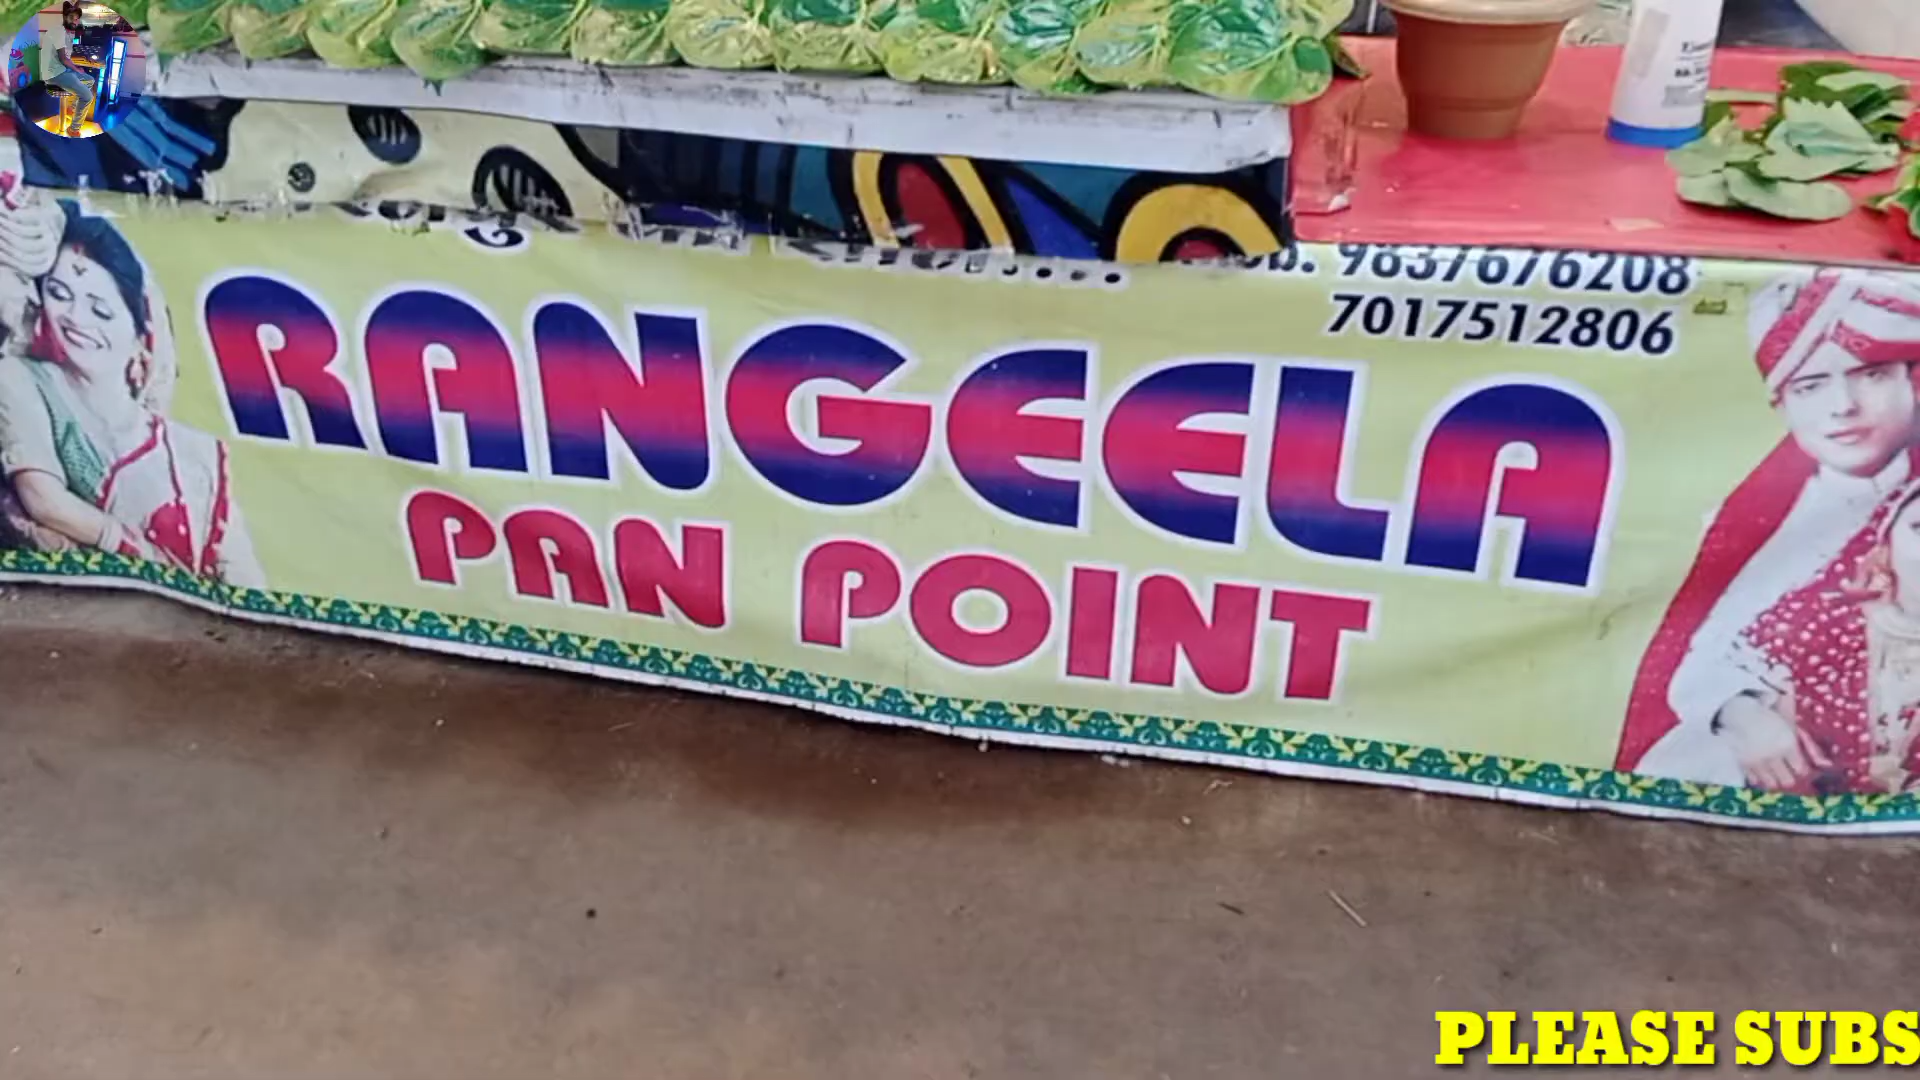 9837676208
7017512806
RANGEELA
PAN POINT
PLEASE SUBS